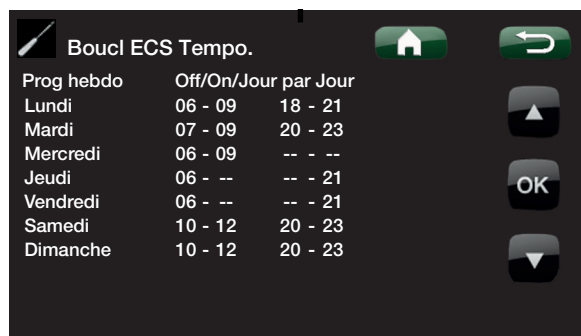 Boucl ECS Tempo.
Prog hebdo Off/On/Jour par Jour
Lundi 06 - 09 18 - 21
Mardi 07 - 09 20 - 23
Mercredi 06 - 09 -- - --
Jeudi 06 - -- -- - 21
Vendredi 06 - -- -- - 21
Samedi 10 - 12 20 - 23
Dimanche 10 - 12 20 - 23
OK